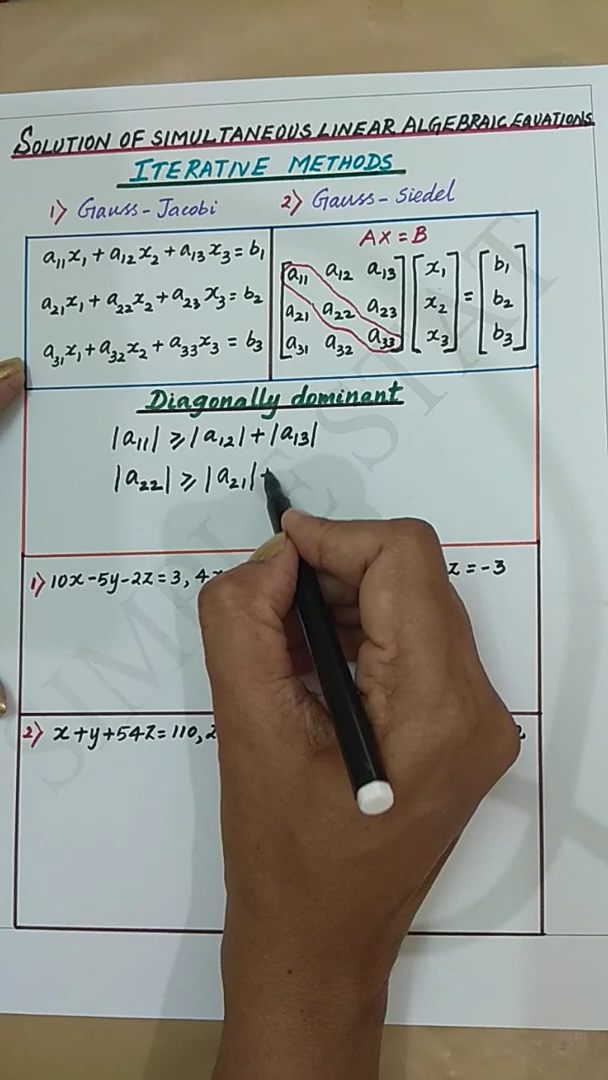 SOLUTION OF SIMULTANEOUS LINEAR ALGEBRAIC EQUATIONS
ITERATIVE METHODS
1) Gauss-Jacobi 2) Gauss-Siedel
a₁₁x₁ + a₁₂x₂ + a₁₃x₃ = b₁
a₂₁x₁ + a₂₂x₂ + a₂₃x₃ = b₂
a₃₁x₁ + a₃₂x₂ + a₃₃x₃ = b₃
AX = B
[a₁₁ a₁₂ a₁₃] [x₁] [b₁]
[a₂₁ a₂₂ a₂₃] [x₂] = [b₂]
[a₃₁ a₃₂ a₃₃] [x₃] [b₃]
Diagonally dominant
|a₁₁| ⩾ |a₁₂| + |a₁₃|
|a₂₂| ⩾ |a₂₁| +
1) 10x-5y-2z = 3, 4 z = -3
2) x+y+54z = 110, 2
SIMPLE STAT